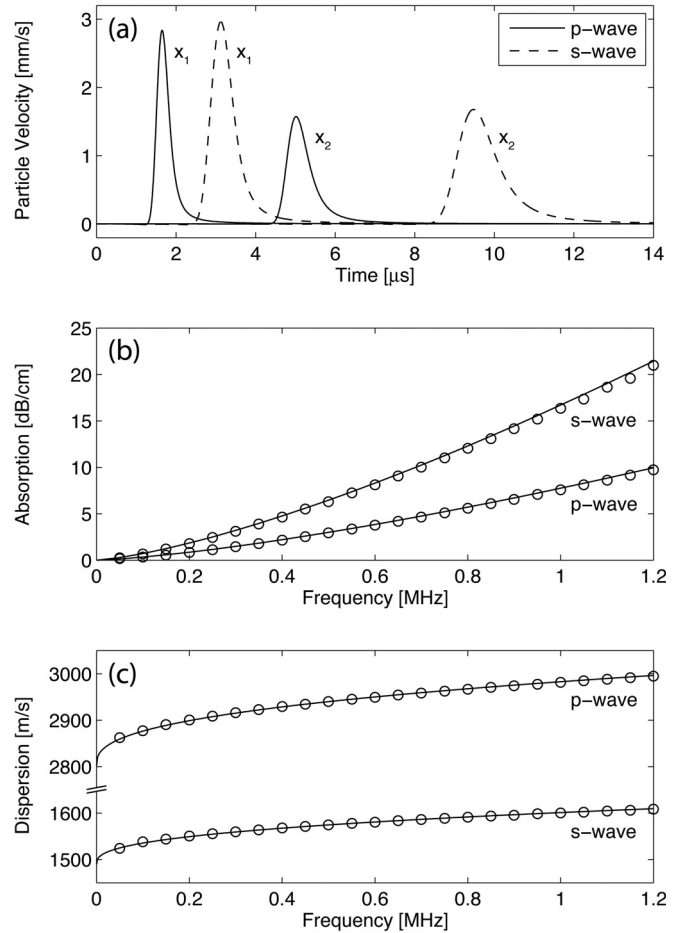 (a)
p-wave
s-wave
x1
x1
x2
x2
Particle Velocity [mm/s]
3
2
1
0
0 2 4 6 8 10 12 14
Time [μs]
(b)
25
20
15
10
5
0
Absorption [dB/cm]
s-wave
p-wave
0 0.2 0.4 0.6 0.8 1 1.2
Frequency [MHz]
(c)
3000
2900
2800
1600
1500
Dispersion [m/s]
p-wave
s-wave
0 0.2 0.4 0.6 0.8 1 1.2
Frequency [MHz]